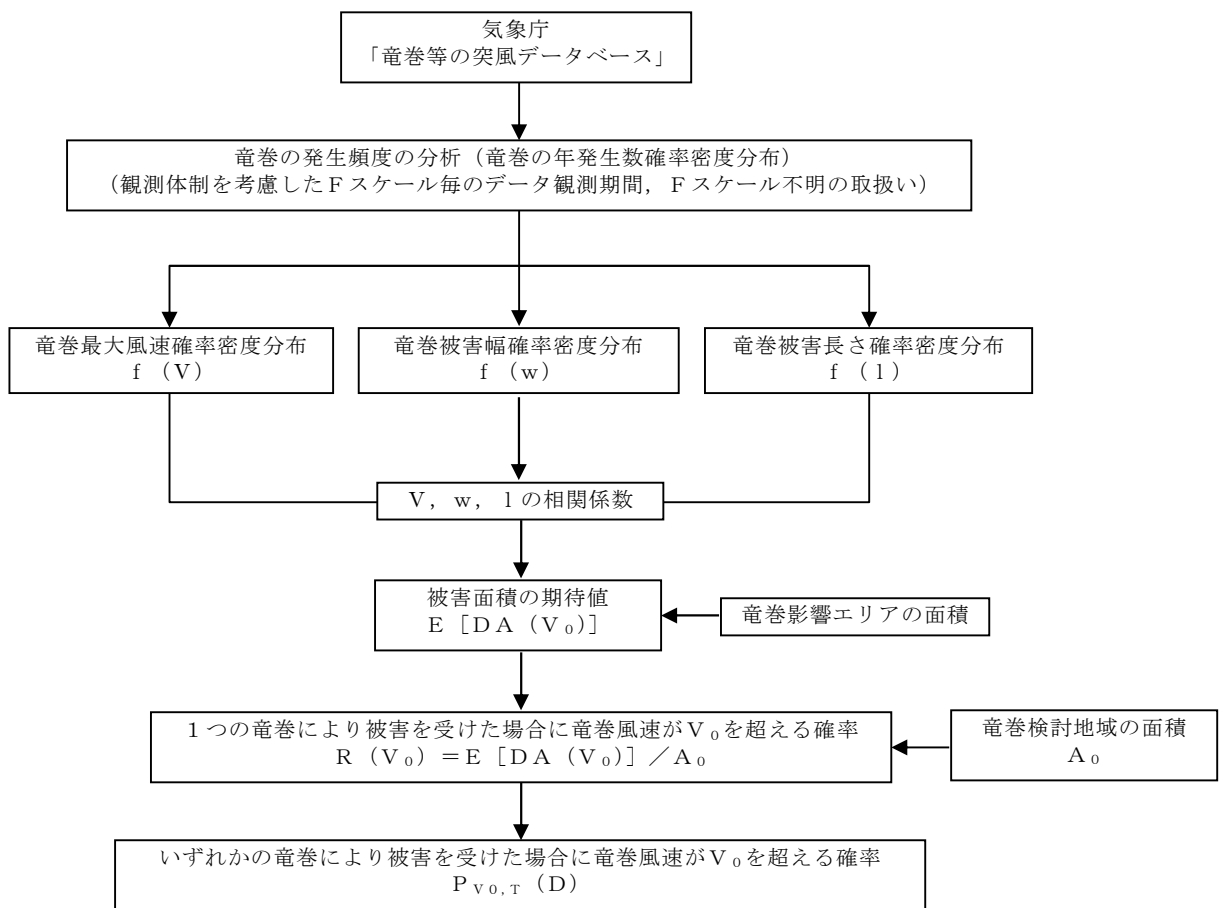 気象庁
「竜巻等の突風データベース」
竜巻の発生頻度の分析（竜巻の年発生数確率密度分布）
（観測体制を考慮したＦスケール毎のデータ観測期間，Ｆスケール不明の取扱い）
竜巻最大風速確率密度分布
ｆ（Ｖ）
竜巻被害幅確率密度分布
ｆ（ｗ）
竜巻被害長さ確率密度分布
ｆ（ｌ）
Ｖ，ｗ，ｌの相関係数
被害面積の期待値
Ｅ［ＤＡ（Ｖ₀）］
竜巻影響エリアの面積
１つの竜巻により被害を受けた場合に竜巻風速がＶ₀を超える確率
Ｒ（Ｖ₀）＝Ｅ［ＤＡ（Ｖ₀）］／Ａ₀
竜巻検討地域の面積
Ａ₀
いずれかの竜巻により被害を受けた場合に竜巻風速がＶ₀を超える確率
Ｐ_{Ｖ０,Ｔ}（Ｄ）